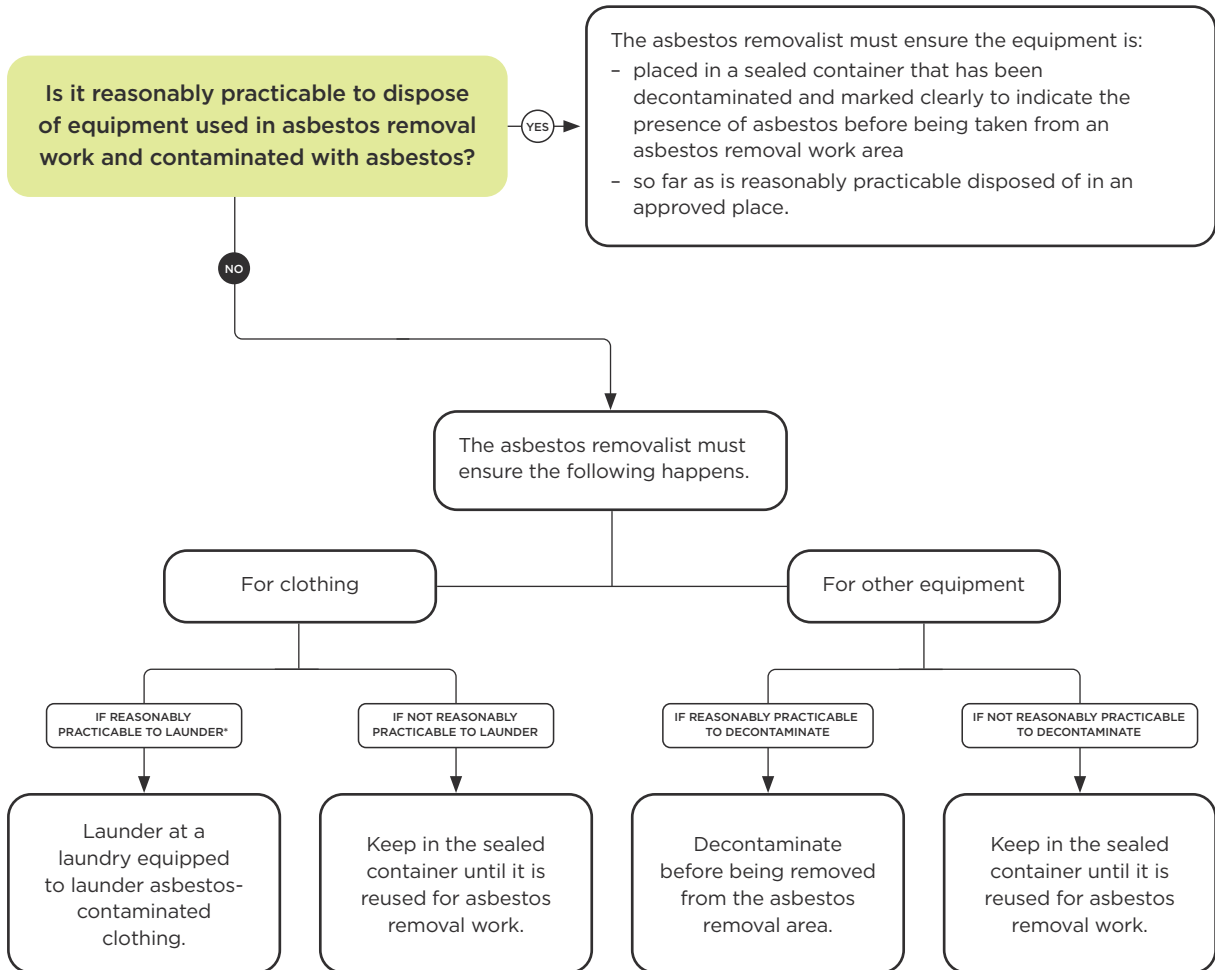 Is it reasonably practicable to dispose
of equipment used in asbestos removal
work and contaminated with asbestos?
YES
The asbestos removalist must ensure the equipment is:
– placed in a sealed container that has been
decontaminated and marked clearly to indicate the
presence of asbestos before being taken from an
asbestos removal work area
– so far as is reasonably practicable disposed of in an
approved place.
NO
The asbestos removalist must
ensure the following happens.
For clothing
For other equipment
IF REASONABLY
PRACTICABLE TO LAUNDER*
IF NOT REASONABLY
PRACTICABLE TO LAUNDER
IF REASONABLY PRACTICABLE
TO DECONTAMINATE
IF NOT REASONABLY PRACTICABLE
TO DECONTAMINATE
Launder at a
laundry equipped
to launder asbestos-
contaminated
clothing.
Keep in the sealed
container until it is
reused for asbestos
removal work.
Decontaminate
before being removed
from the asbestos
removal area.
Keep in the sealed
container until it is
reused for asbestos
removal work.